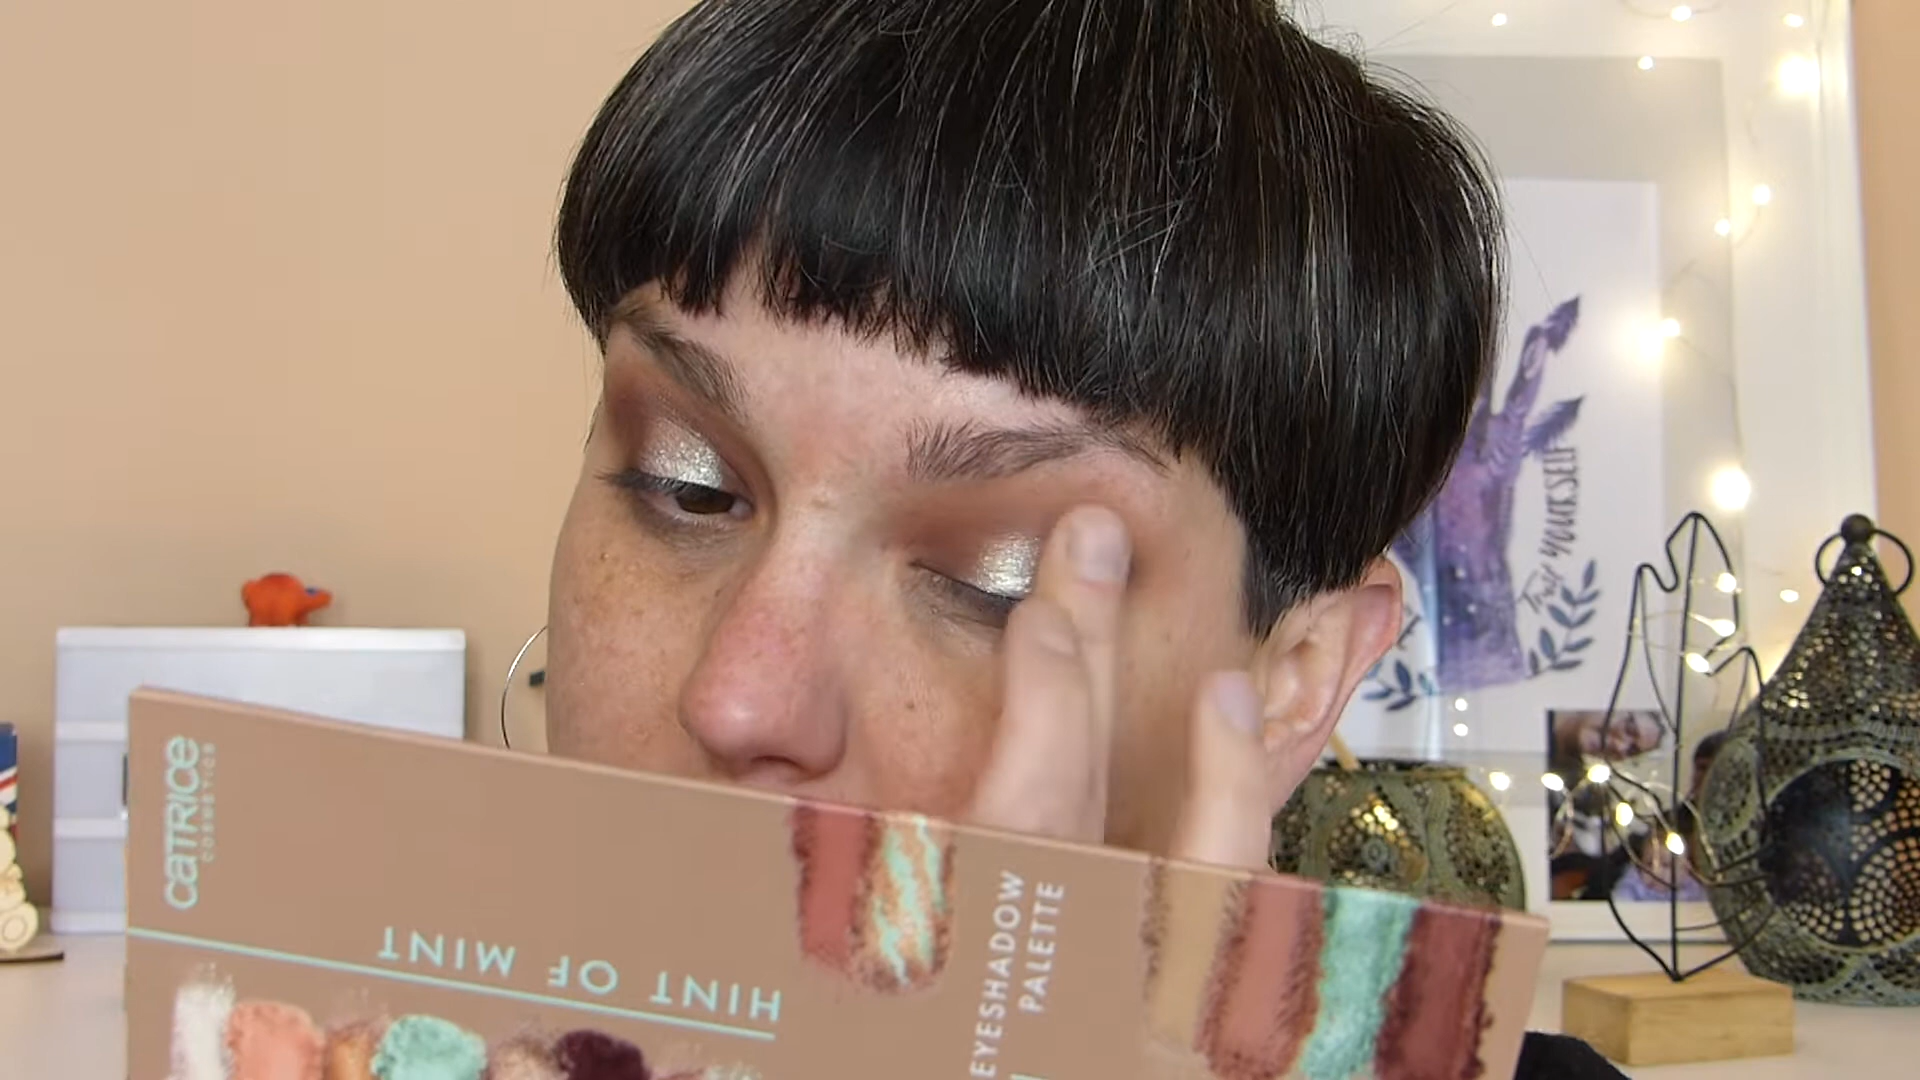 CATRICE
COSMETICS
HINT OF MINT
EYESHADOW
PALETTE
YOURSELF